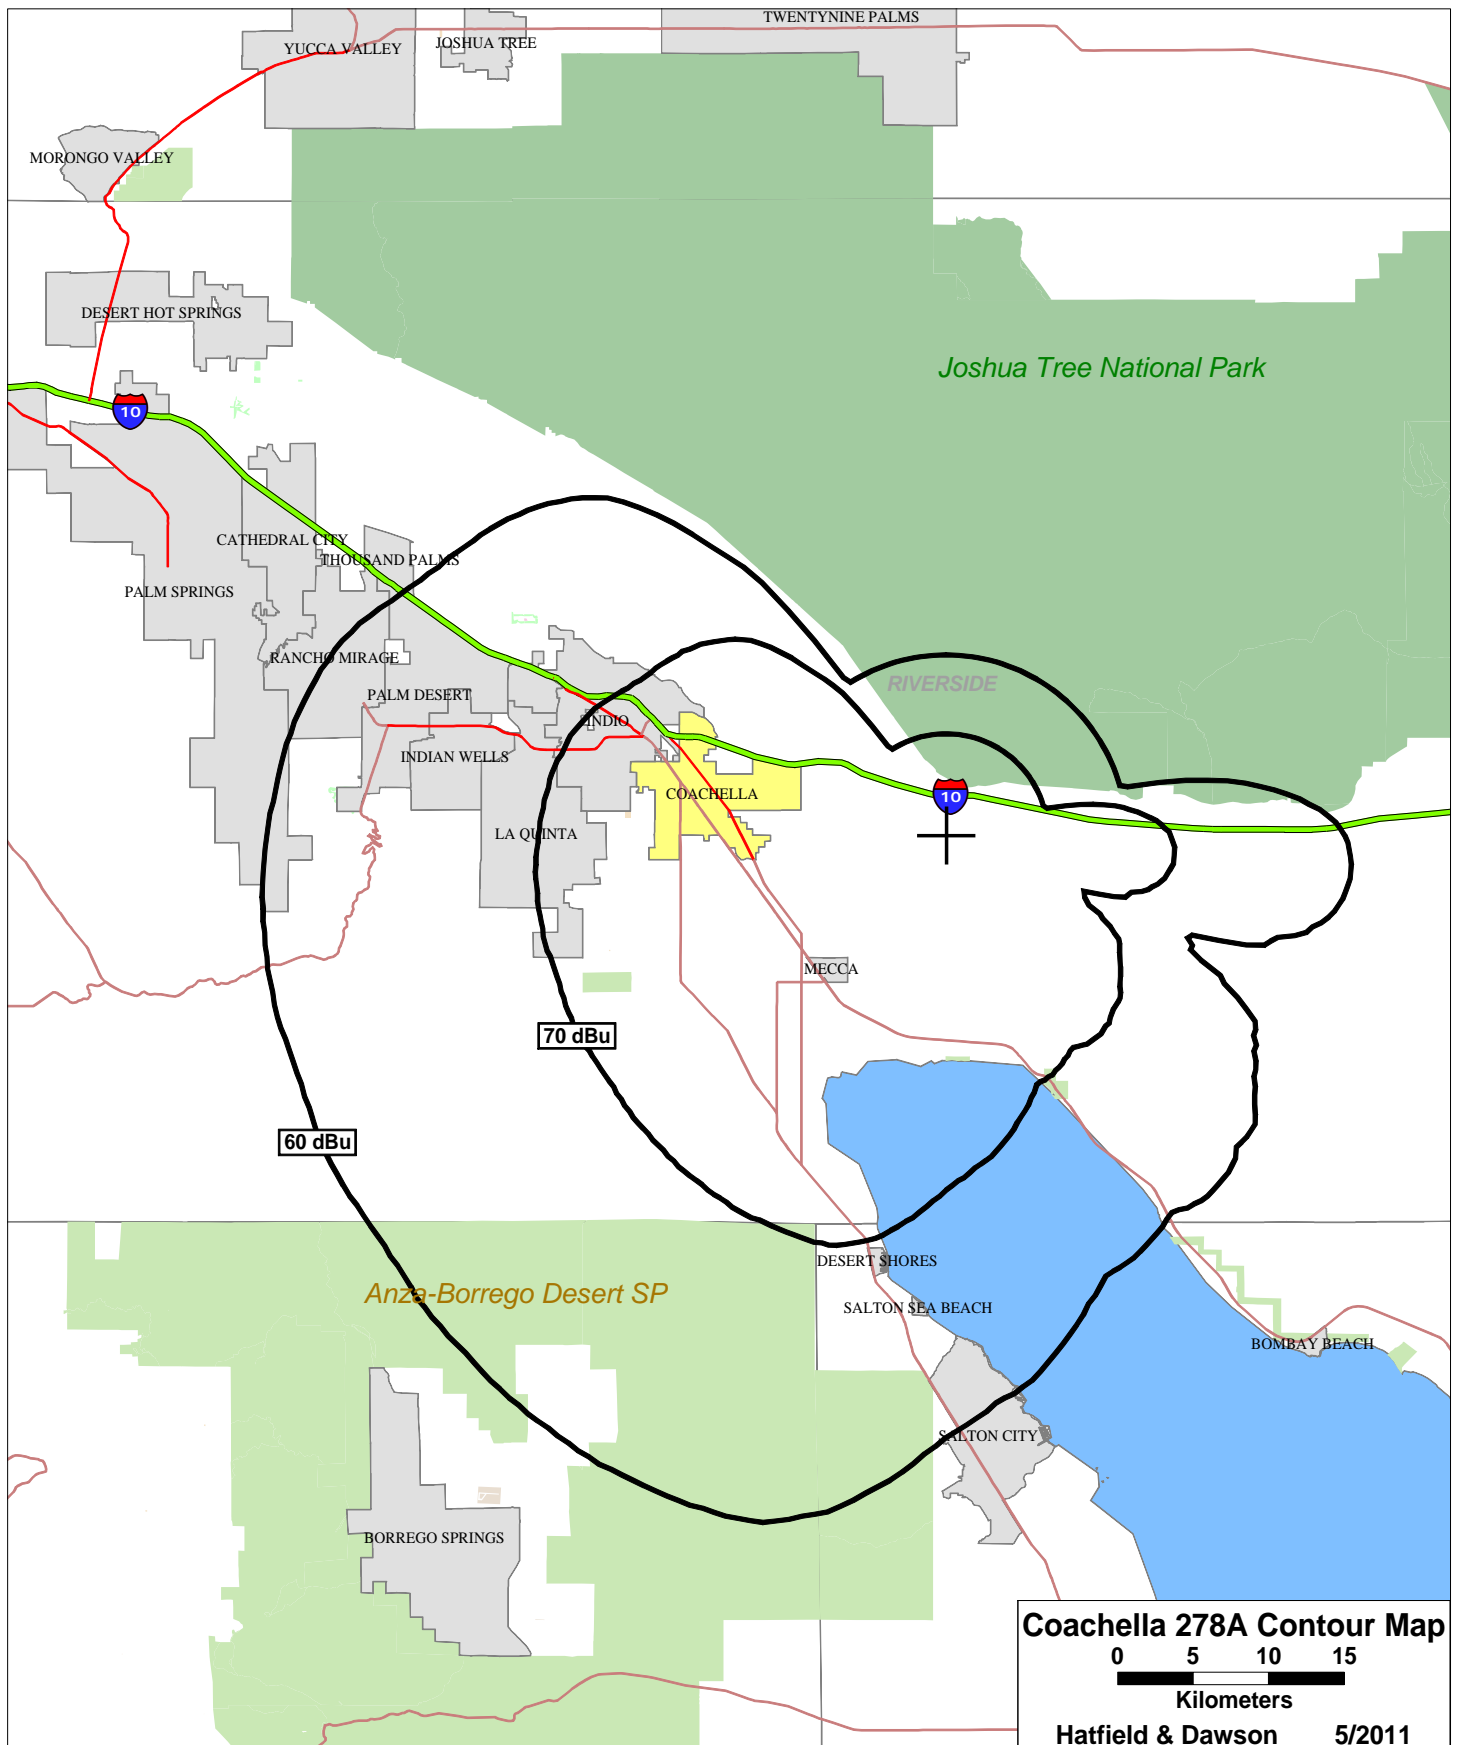 TWENTYNINE PALMS
YUCCA VALLEY
JOSHUA TREE
MORONGO VALLEY
DESERT HOT SPRINGS
Joshua Tree National Park
10
CATHEDRAL CITY
THOUSAND PALMS
PALM SPRINGS
RANCHO MIRAGE
RIVERSIDE
PALM DESERT
INDIO
INDIAN WELLS
COACHELLA
10
LA QUINTA
MECCA
70 dBu
60 dBu
DESERT SHORES
Anza-Borrego Desert SP
SALTON SEA BEACH
BOMBAY BEACH
SALTON CITY
BORREGO SPRINGS
Coachella 278A Contour Map
0 5 10 15
Kilometers
Hatfield & Dawson 5/2011